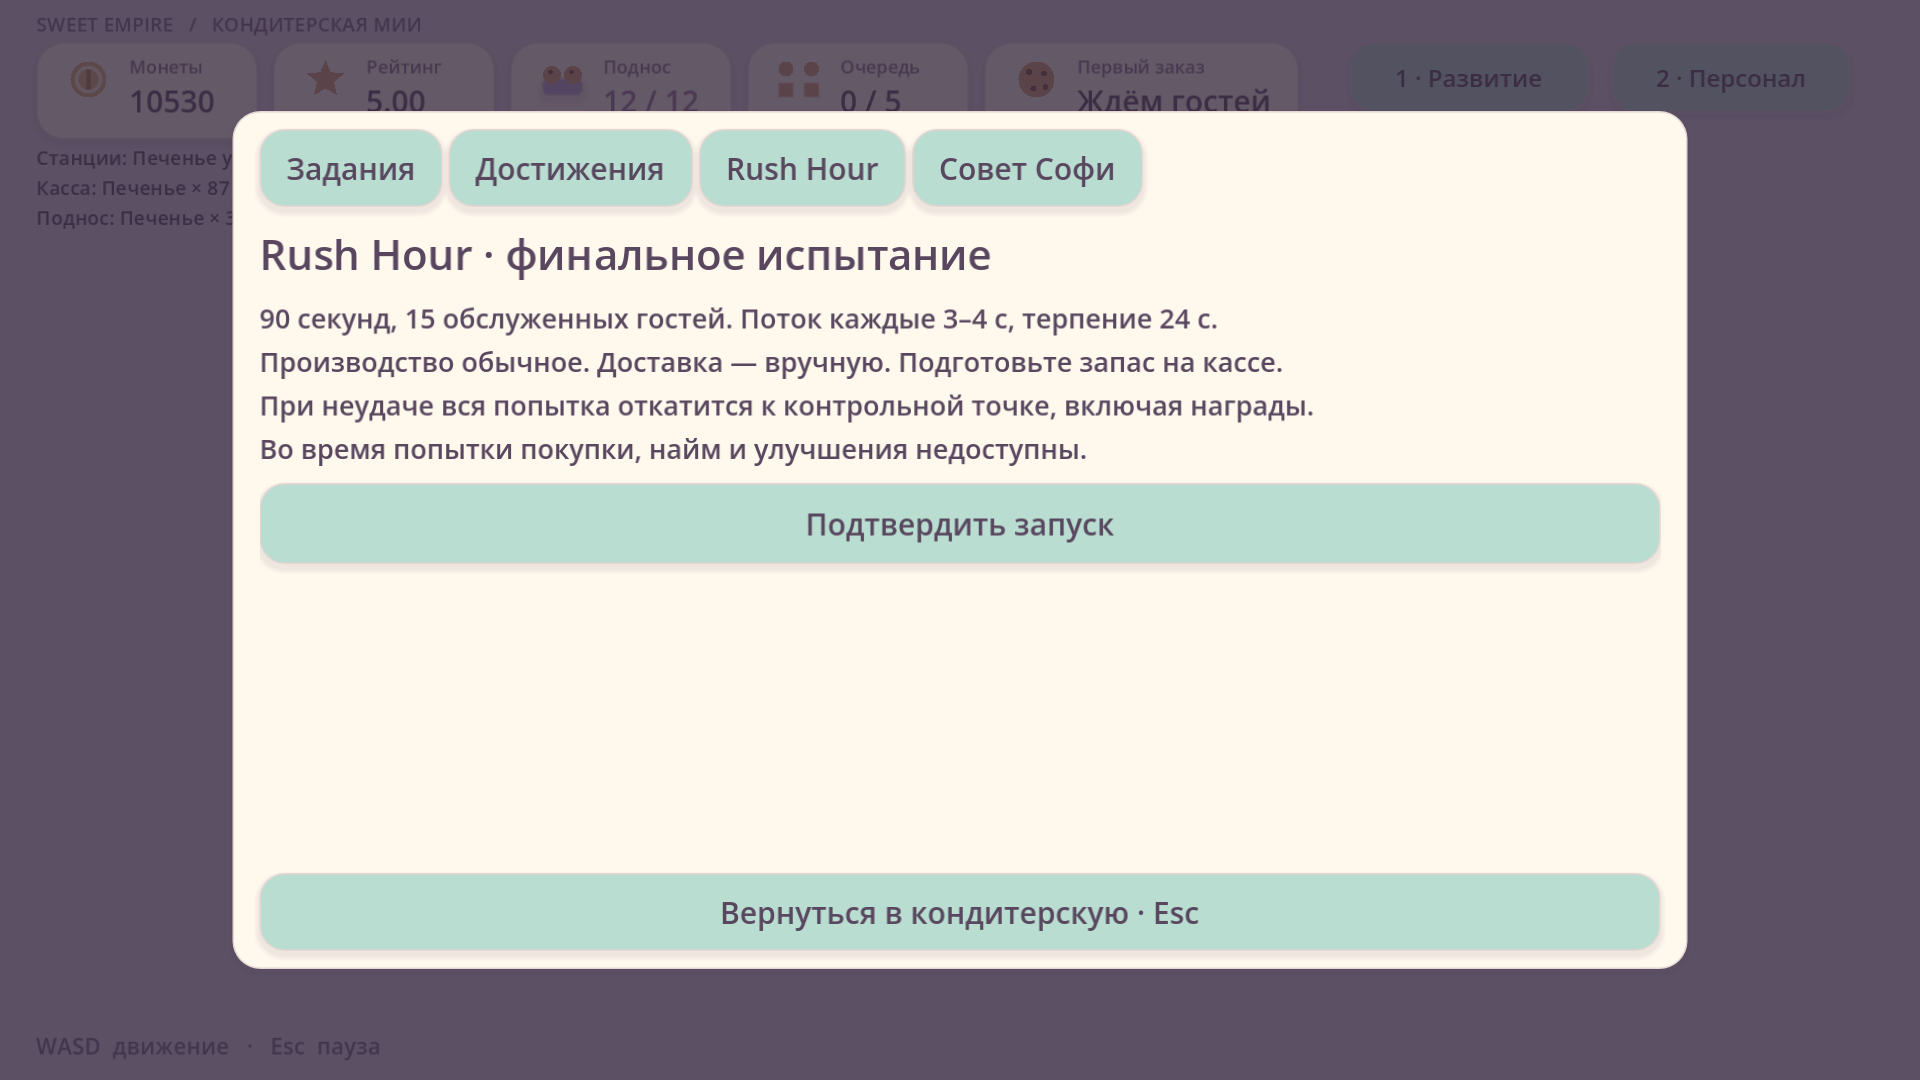 SWEET EMPIRE / КОНДИТЕРСКАЯ МИИ
Монеты
10530
Рейтинг
5.00
Поднос
12 / 12
Очередь
0 / 5
Первый заказ
Ждём гостей
1 · Развитие
2 · Персонал
Станции: Печенье
Касса: Печенье × 87
Поднос: Печенье ×
Задания
Достижения
Rush Hour
Совет Софи
Rush Hour · финальное испытание
90 секунд, 15 обслуженных гостей. Поток каждые 3–4 с, терпение 24 с.
Производство обычное. Доставка — вручную. Подготовьте запас на кассе.
При неудаче вся попытка откатится к контрольной точке, включая награды.
Во время попытки покупки, найм и улучшения недоступны.
Подтвердить запуск
Вернуться в кондитерскую · Esc
WASD движение · Esc пауза